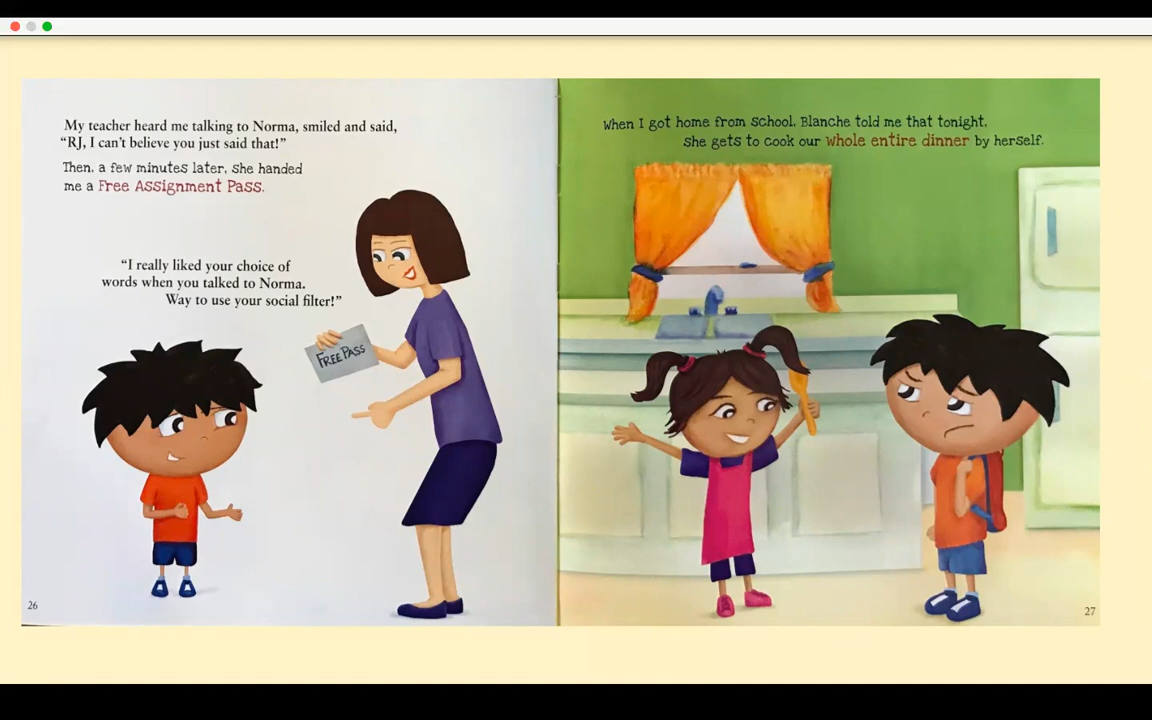 My teacher heard me talking to Norma, smiled and said,
“RJ, I can’t believe you just said that!”
Then, a few minutes later, she handed
me a Free Assignment Pass.
“I really liked your choice of
words when you talked to Norma.
Way to use your social filter!”
FREE PASS
26
When I got home from school, Blanche told me that tonight,
she gets to cook our whole entire dinner by herself.
27